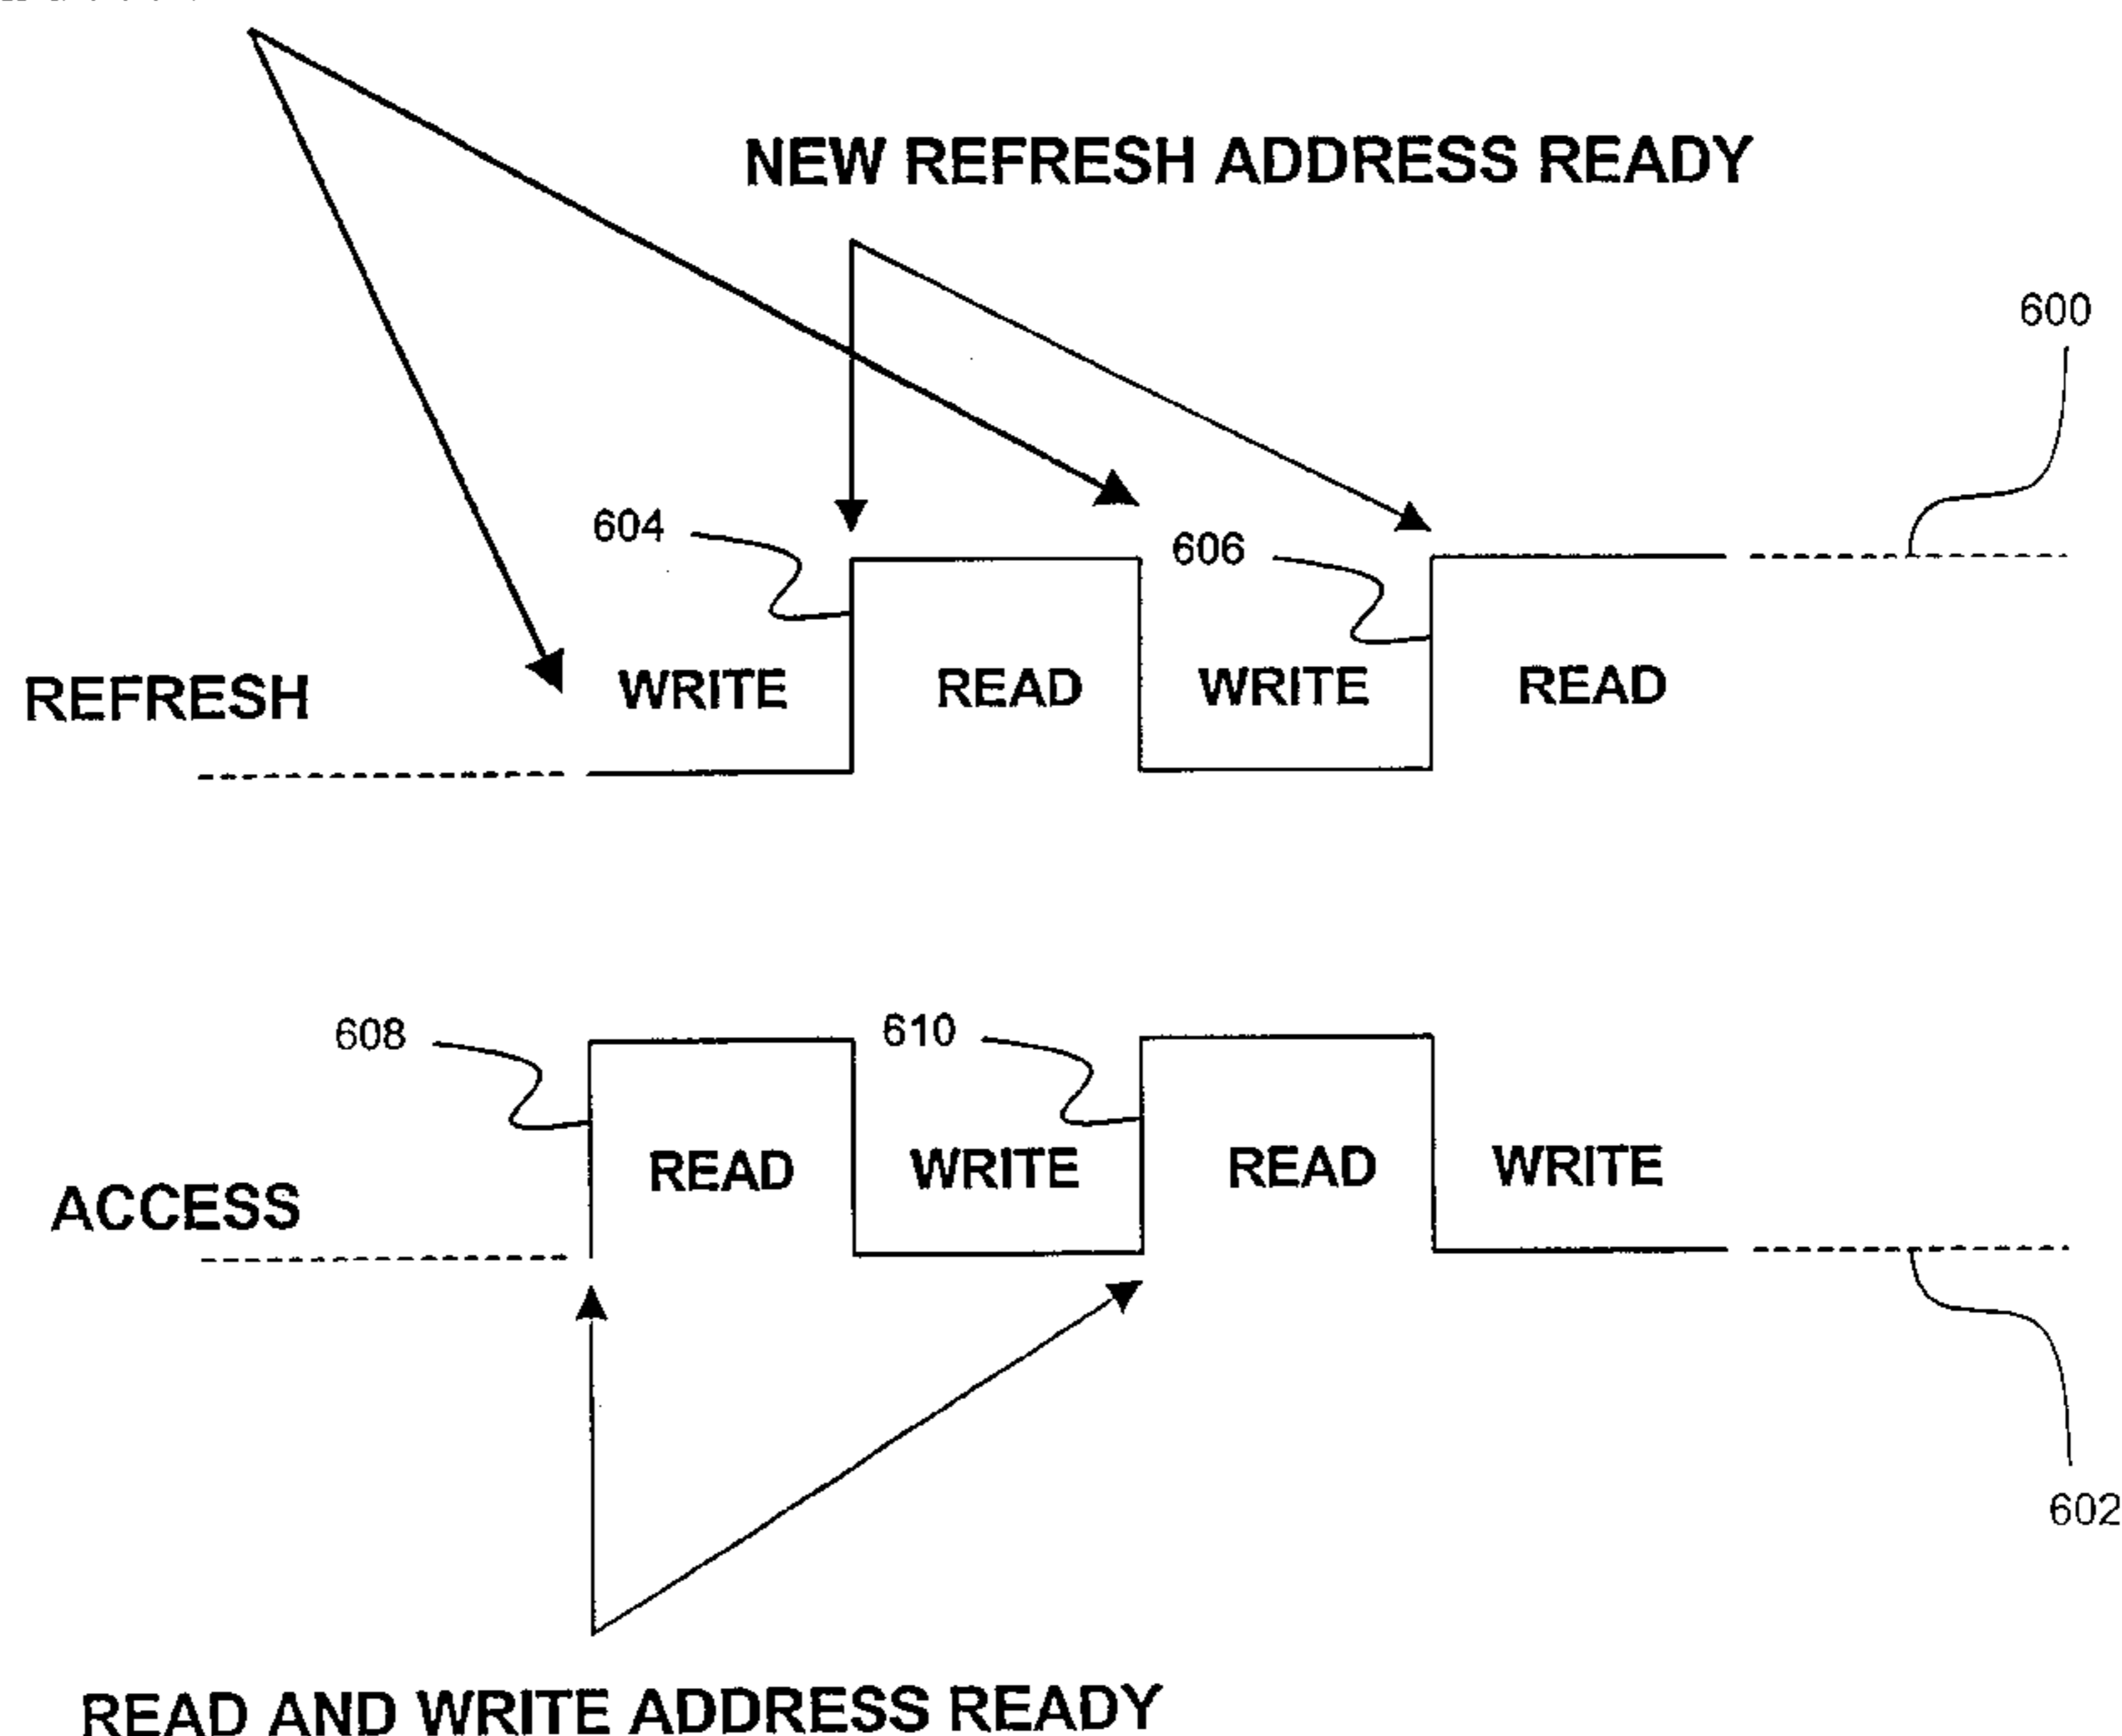 NEW REFRESH ADDRESS READY
600
604
606
REFRESH WRITE READ WRITE READ
608
610
ACCESS READ WRITE READ WRITE
602
READ AND WRITE ADDRESS READY